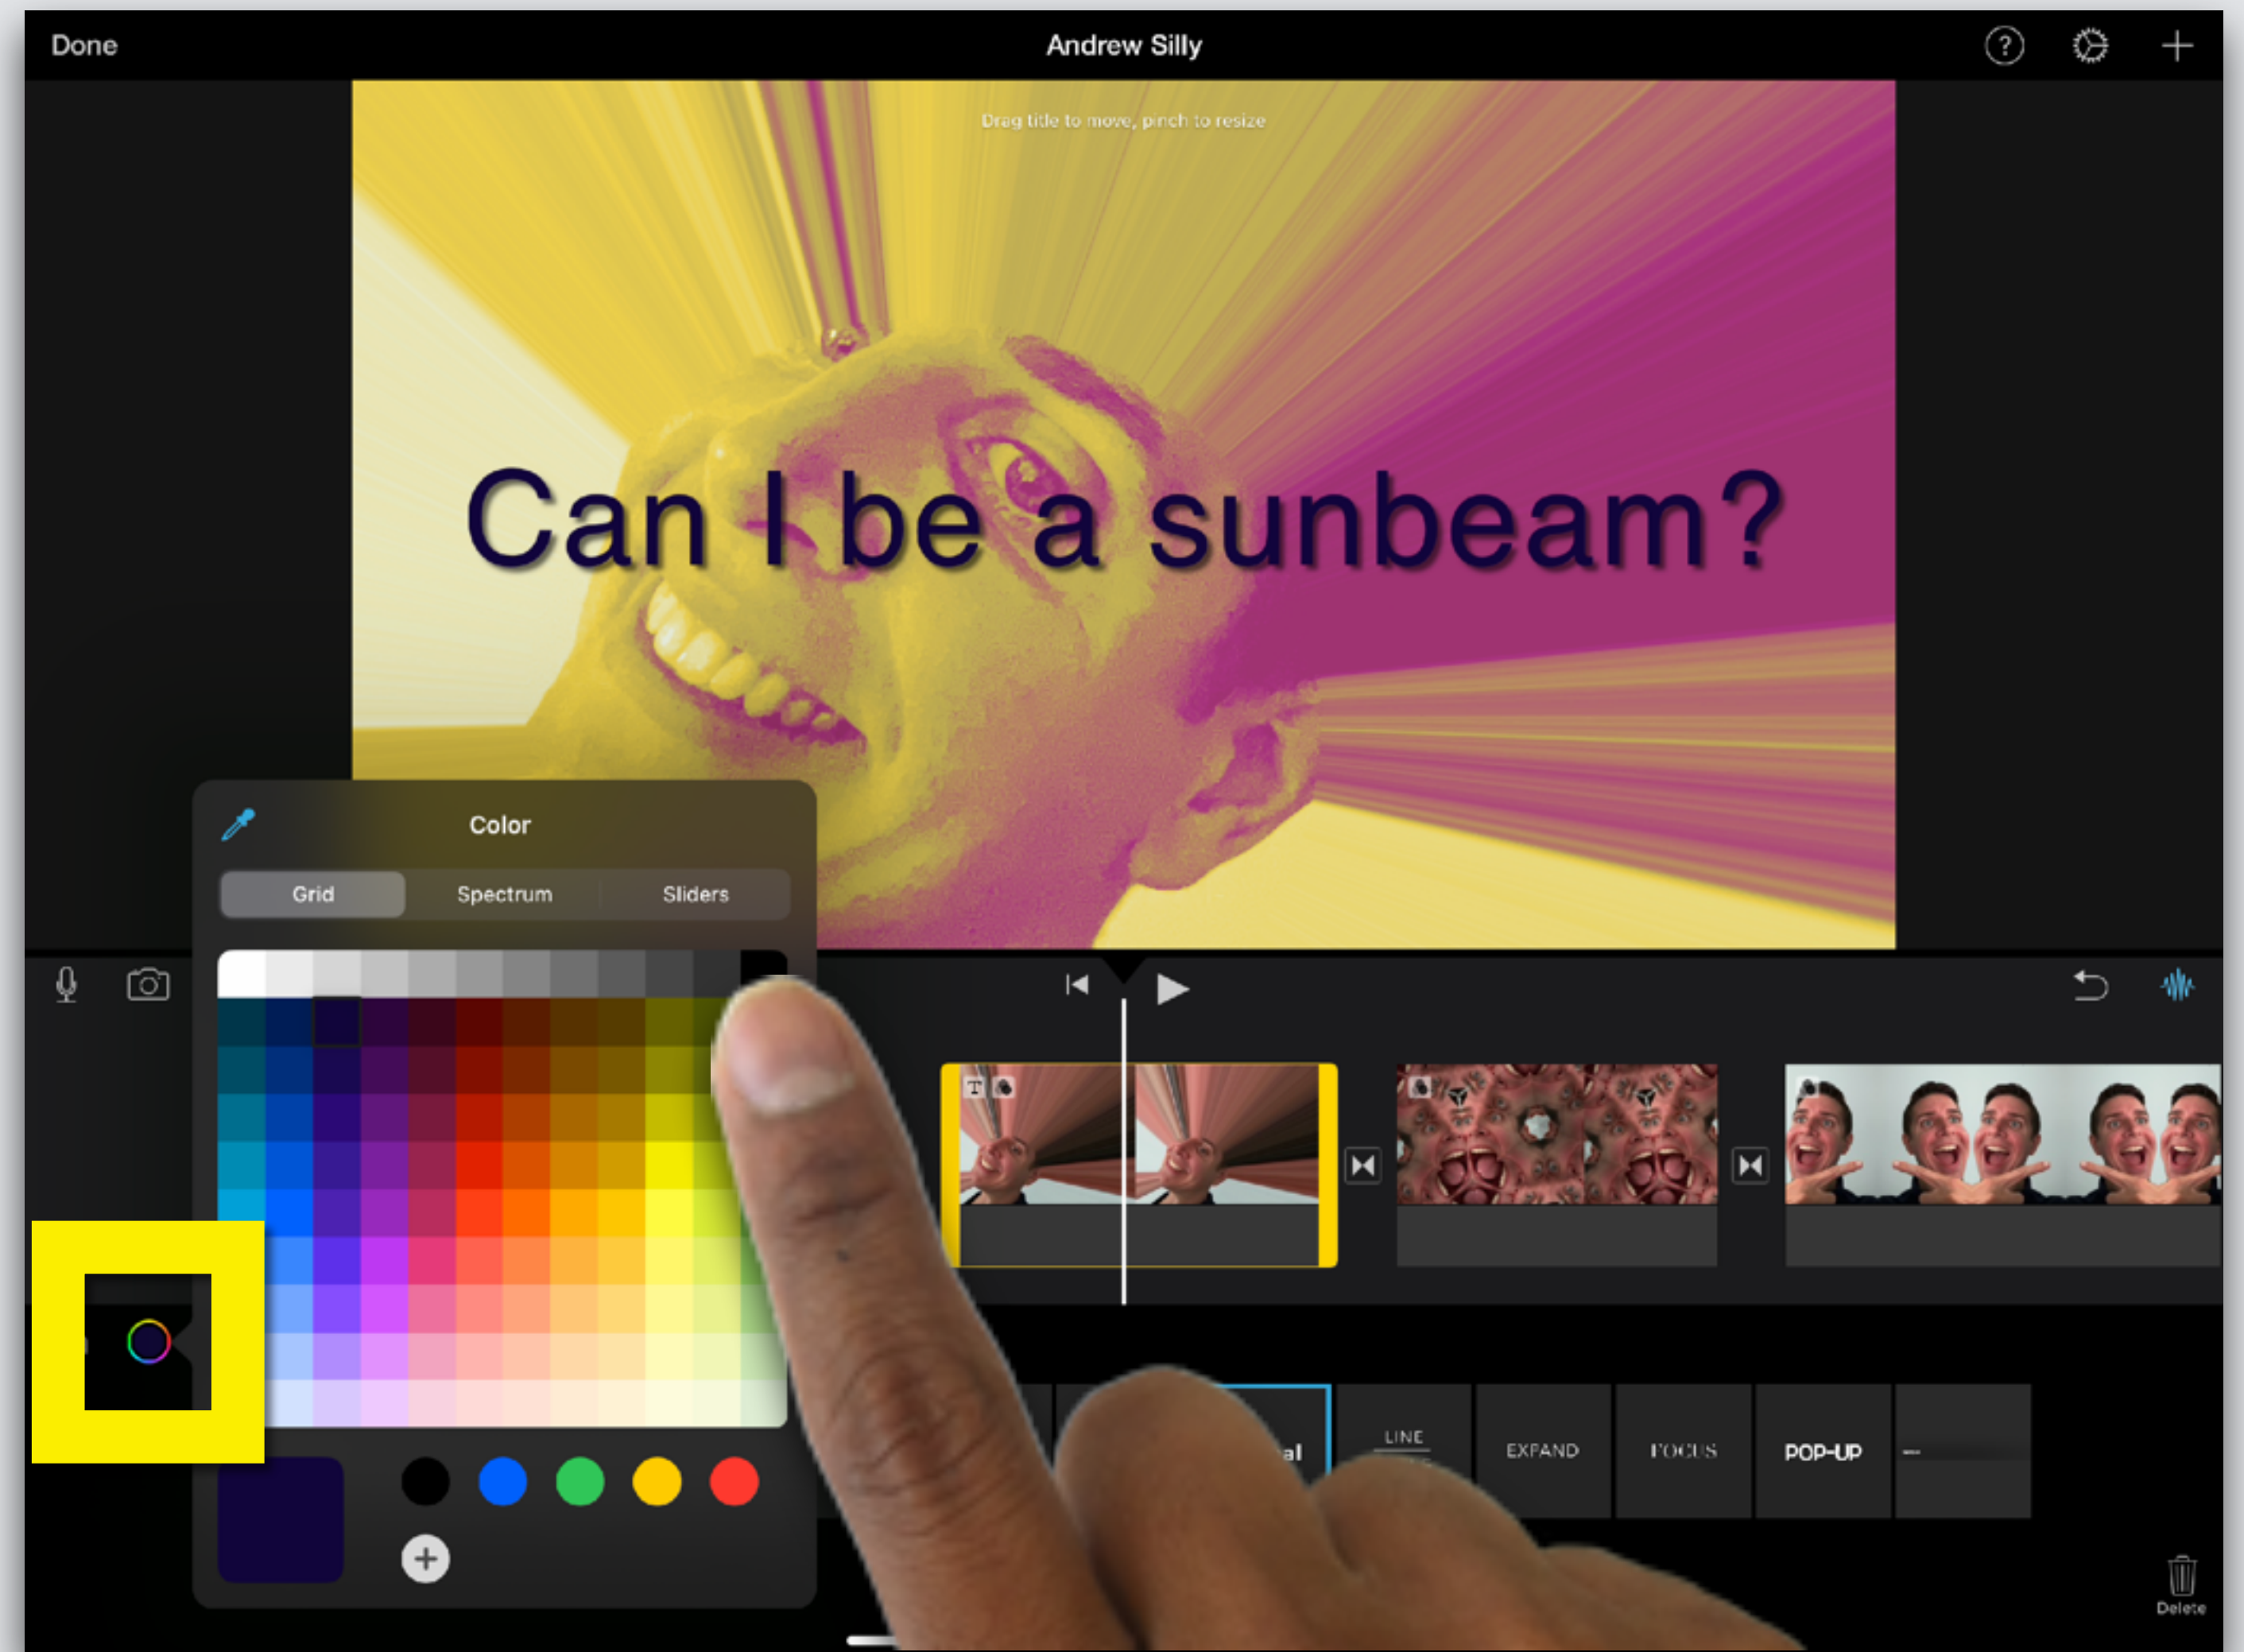 Done
Andrew Silly
?
Drag title to move, pinch to resize
Can I be a sunbeam?
Color
Grid
Spectrum
Sliders
T
al
LINE
EXPAND
FOCUS
POP-UP
Delete